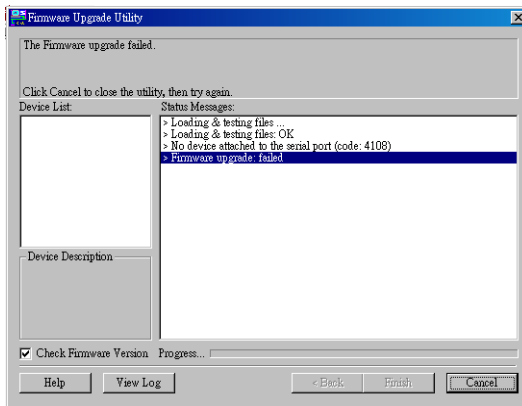 Firmware Upgrade Utility
The Firmware upgrade failed.
Click Cancel to close the utility, then try again.
Device List:
Status Messages:
> Loading & testing files ...
> Loading & testing files: OK
> No device attached to the serial port (code: 4108)
> Firmware upgrade: failed
Device Description
Check Firmware Version
Progress...
Help
View Log
< Back
Finish
Cancel